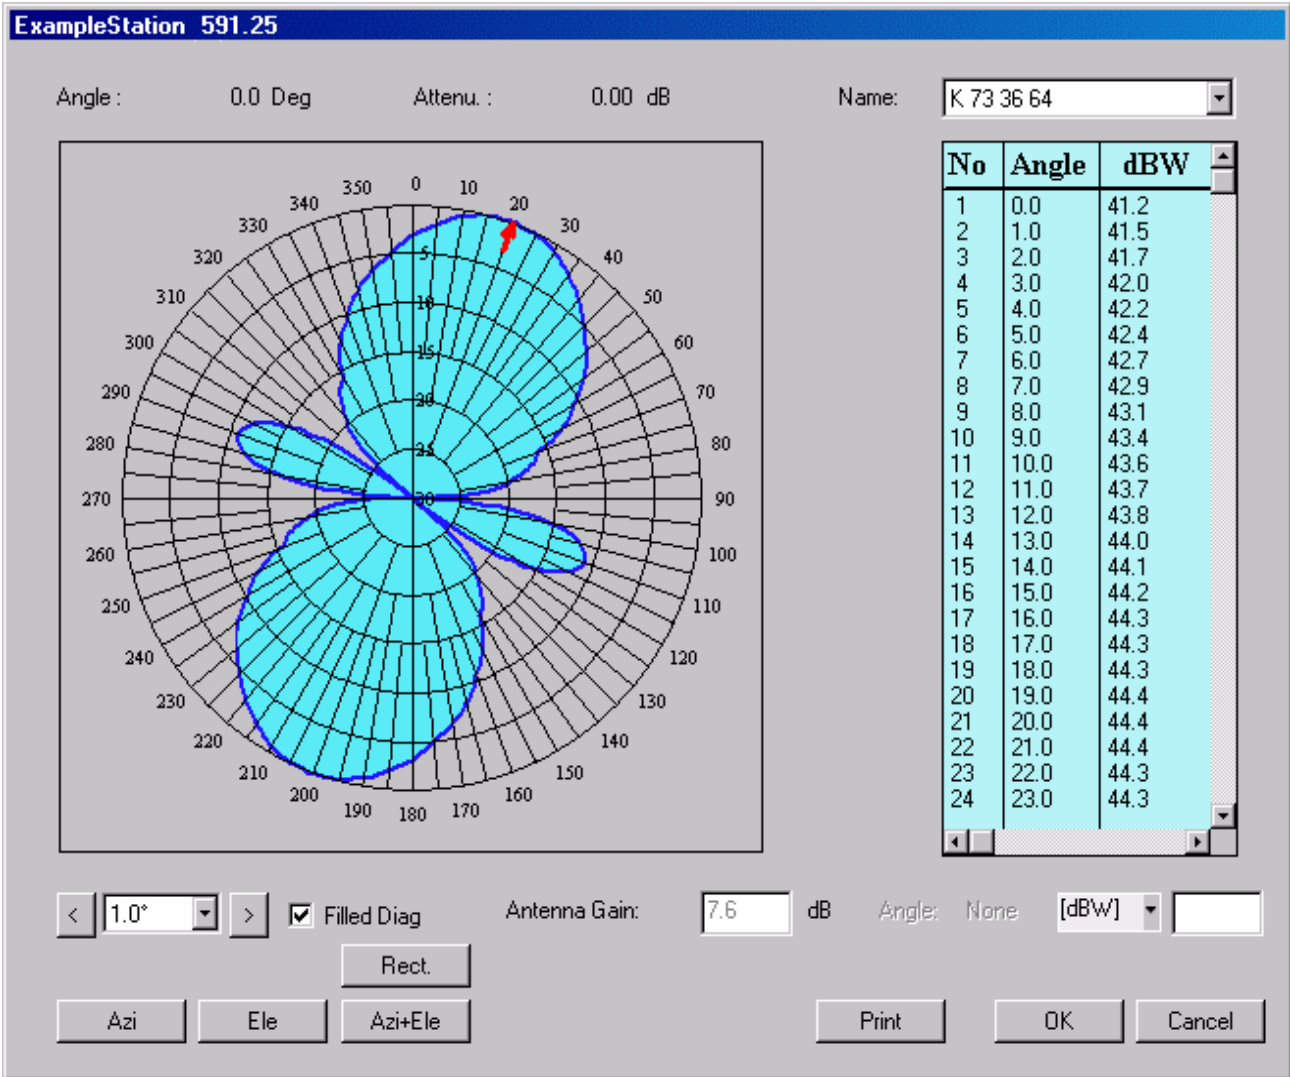 ExampleStation 591.25
Angle : 0.0 Deg Attenu. : 0.00 dB Name: K 73 36 64
No Angle dBW
1 0.0 41.2
2 1.0 41.5
3 2.0 41.7
4 3.0 42.0
5 4.0 42.2
6 5.0 42.4
7 6.0 42.7
8 7.0 42.9
9 8.0 43.1
10 9.0 43.4
11 10.0 43.6
12 11.0 43.7
13 12.0 43.8
14 13.0 44.0
15 14.0 44.1
16 15.0 44.2
17 16.0 44.3
18 17.0 44.3
19 18.0 44.3
20 19.0 44.4
21 20.0 44.4
22 21.0 44.4
23 22.0 44.3
24 23.0 44.3
0
10
20
30
40
50
60
70
80
90
100
110
120
130
140
150
160
170
180
190
200
210
220
230
240
250
260
270
280
290
300
310
320
330
340
350
5
10
15
20
25
30
< 1.0° > Filled Diag Antenna Gain: 7.6 dB Angle: None [dBW]
Rect.
Azi Ele Azi+Ele Print OK Cancel